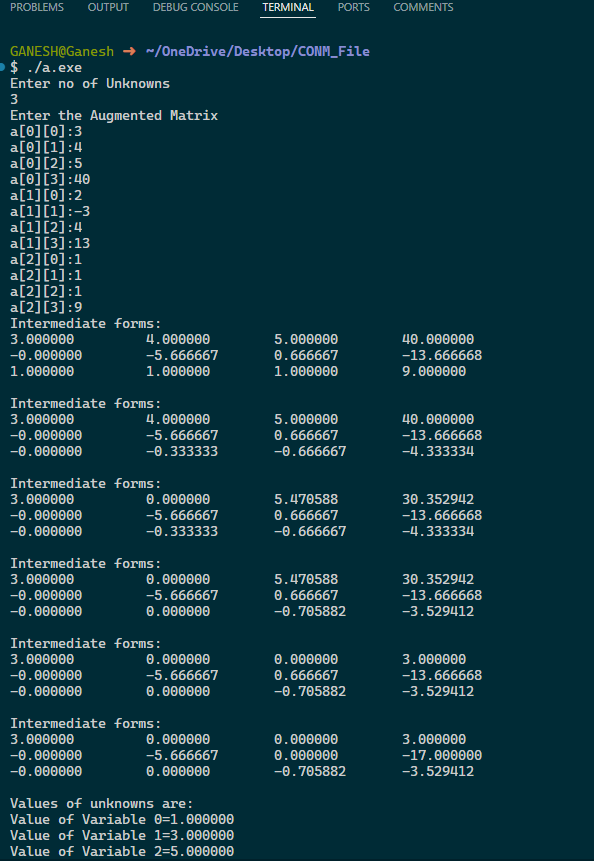 PROBLEMS OUTPUT DEBUG CONSOLE TERMINAL PORTS COMMENTS
GANESH@Ganesh ➜ ~/OneDrive/Desktop/CONM_File
$ ./a.exe
Enter no of Unknowns
3
Enter the Augmented Matrix
a[0][0]:3
a[0][1]:4
a[0][2]:5
a[0][3]:40
a[1][0]:2
a[1][1]:-3
a[1][2]:4
a[1][3]:13
a[2][0]:1
a[2][1]:1
a[2][2]:1
a[2][3]:9
Intermediate forms:
3.000000 4.000000 5.000000 40.000000
-0.000000 -5.666667 0.666667 -13.666668
1.000000 1.000000 1.000000 9.000000
Intermediate forms:
3.000000 4.000000 5.000000 40.000000
-0.000000 -5.666667 0.666667 -13.666668
-0.000000 -0.333333 -0.666667 -4.333334
Intermediate forms:
3.000000 0.000000 5.470588 30.352942
-0.000000 -5.666667 0.666667 -13.666668
-0.000000 -0.333333 -0.666667 -4.333334
Intermediate forms:
3.000000 0.000000 5.470588 30.352942
-0.000000 -5.666667 0.666667 -13.666668
-0.000000 0.000000 -0.705882 -3.529412
Intermediate forms:
3.000000 0.000000 0.000000 3.000000
-0.000000 -5.666667 0.666667 -13.666668
-0.000000 0.000000 -0.705882 -3.529412
Intermediate forms:
3.000000 0.000000 0.000000 3.000000
-0.000000 -5.666667 0.000000 -17.000000
-0.000000 0.000000 -0.705882 -3.529412
Values of unknowns are:
Value of Variable 0=1.000000
Value of Variable 1=3.000000
Value of Variable 2=5.000000